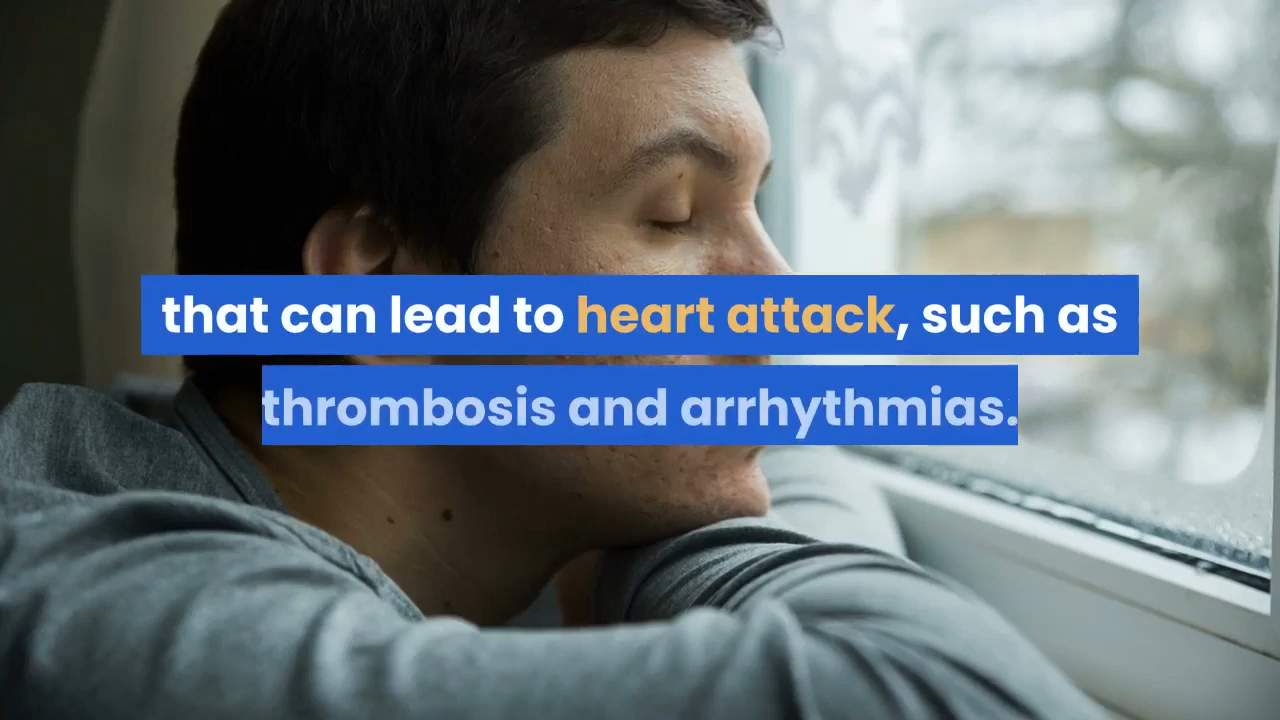 that can lead to heart attack, such as
thrombosis and arrhythmias.